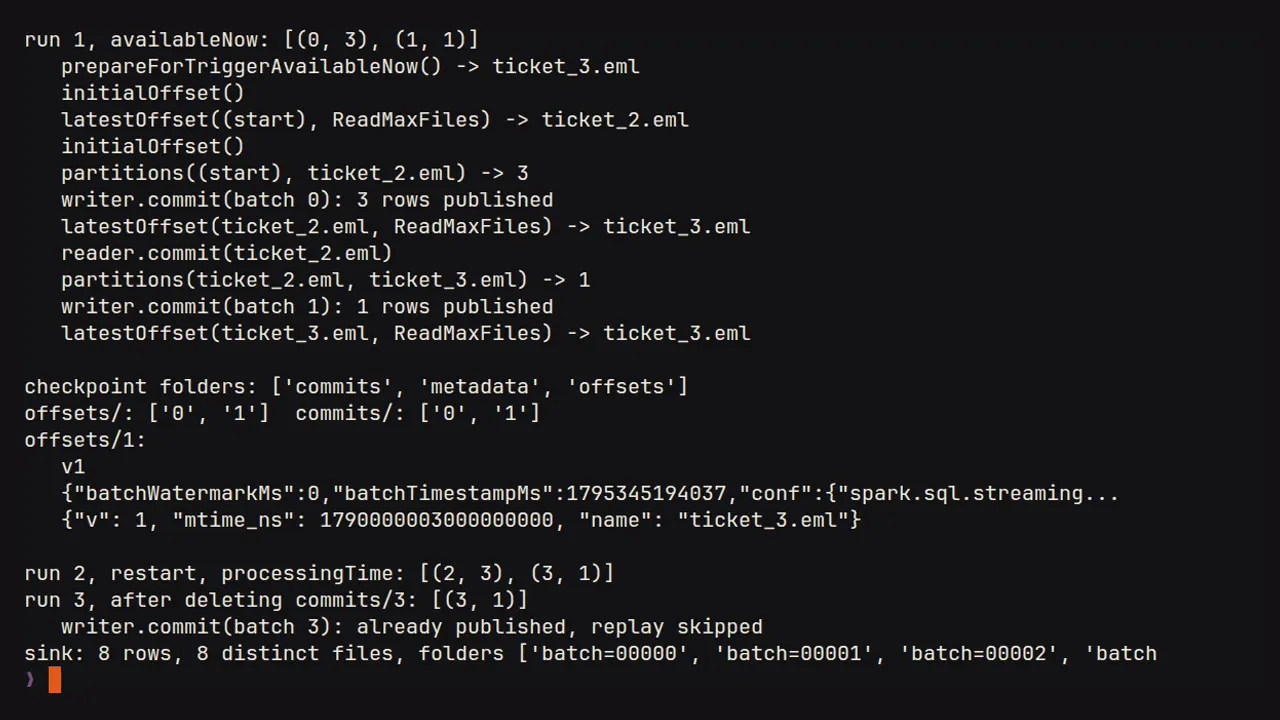 run 1, availableNow: [(0, 3), (1, 1)]
prepareForTriggerAvailableNow() -> ticket_3.eml
initialOffset()
latestOffset((start), ReadMaxFiles) -> ticket_2.eml
initialOffset()
partitions((start), ticket_2.eml) -> 3
writer.commit(batch 0): 3 rows published
latestOffset(ticket_2.eml, ReadMaxFiles) -> ticket_3.eml
reader.commit(ticket_2.eml)
partitions(ticket_2.eml, ticket_3.eml) -> 1
writer.commit(batch 1): 1 rows published
latestOffset(ticket_3.eml, ReadMaxFiles) -> ticket_3.eml
checkpoint folders: ['commits', 'metadata', 'offsets']
offsets/: ['0', '1']  commits/: ['0', '1']
offsets/1:
v1
{"batchWatermarkMs":0,"batchTimestampMs":1795345194037,"conf":{"spark.sql.streaming...
{"v": 1, "mtime_ns": 1790000003000000000, "name": "ticket_3.eml"}
run 2, restart, processingTime: [(2, 3), (3, 1)]
run 3, after deleting commits/3: [(3, 1)]
writer.commit(batch 3): already published, replay skipped
sink: 8 rows, 8 distinct files, folders ['batch=00000', 'batch=00001', 'batch=00002', 'batch
⟩